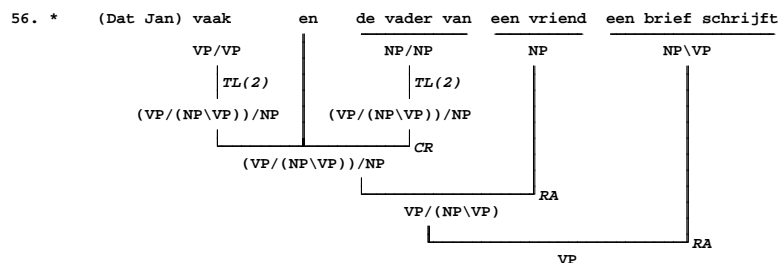 56. * (Dat Jan) vaak en de vader van een vriend een brief schrijft
VP/VP NP/NP NP NP\VP
TL(2) TL(2)
(VP/(NP\VP))/NP (VP/(NP\VP))/NP
CR
(VP/(NP\VP))/NP
RA
VP/(NP\VP)
RA
VP